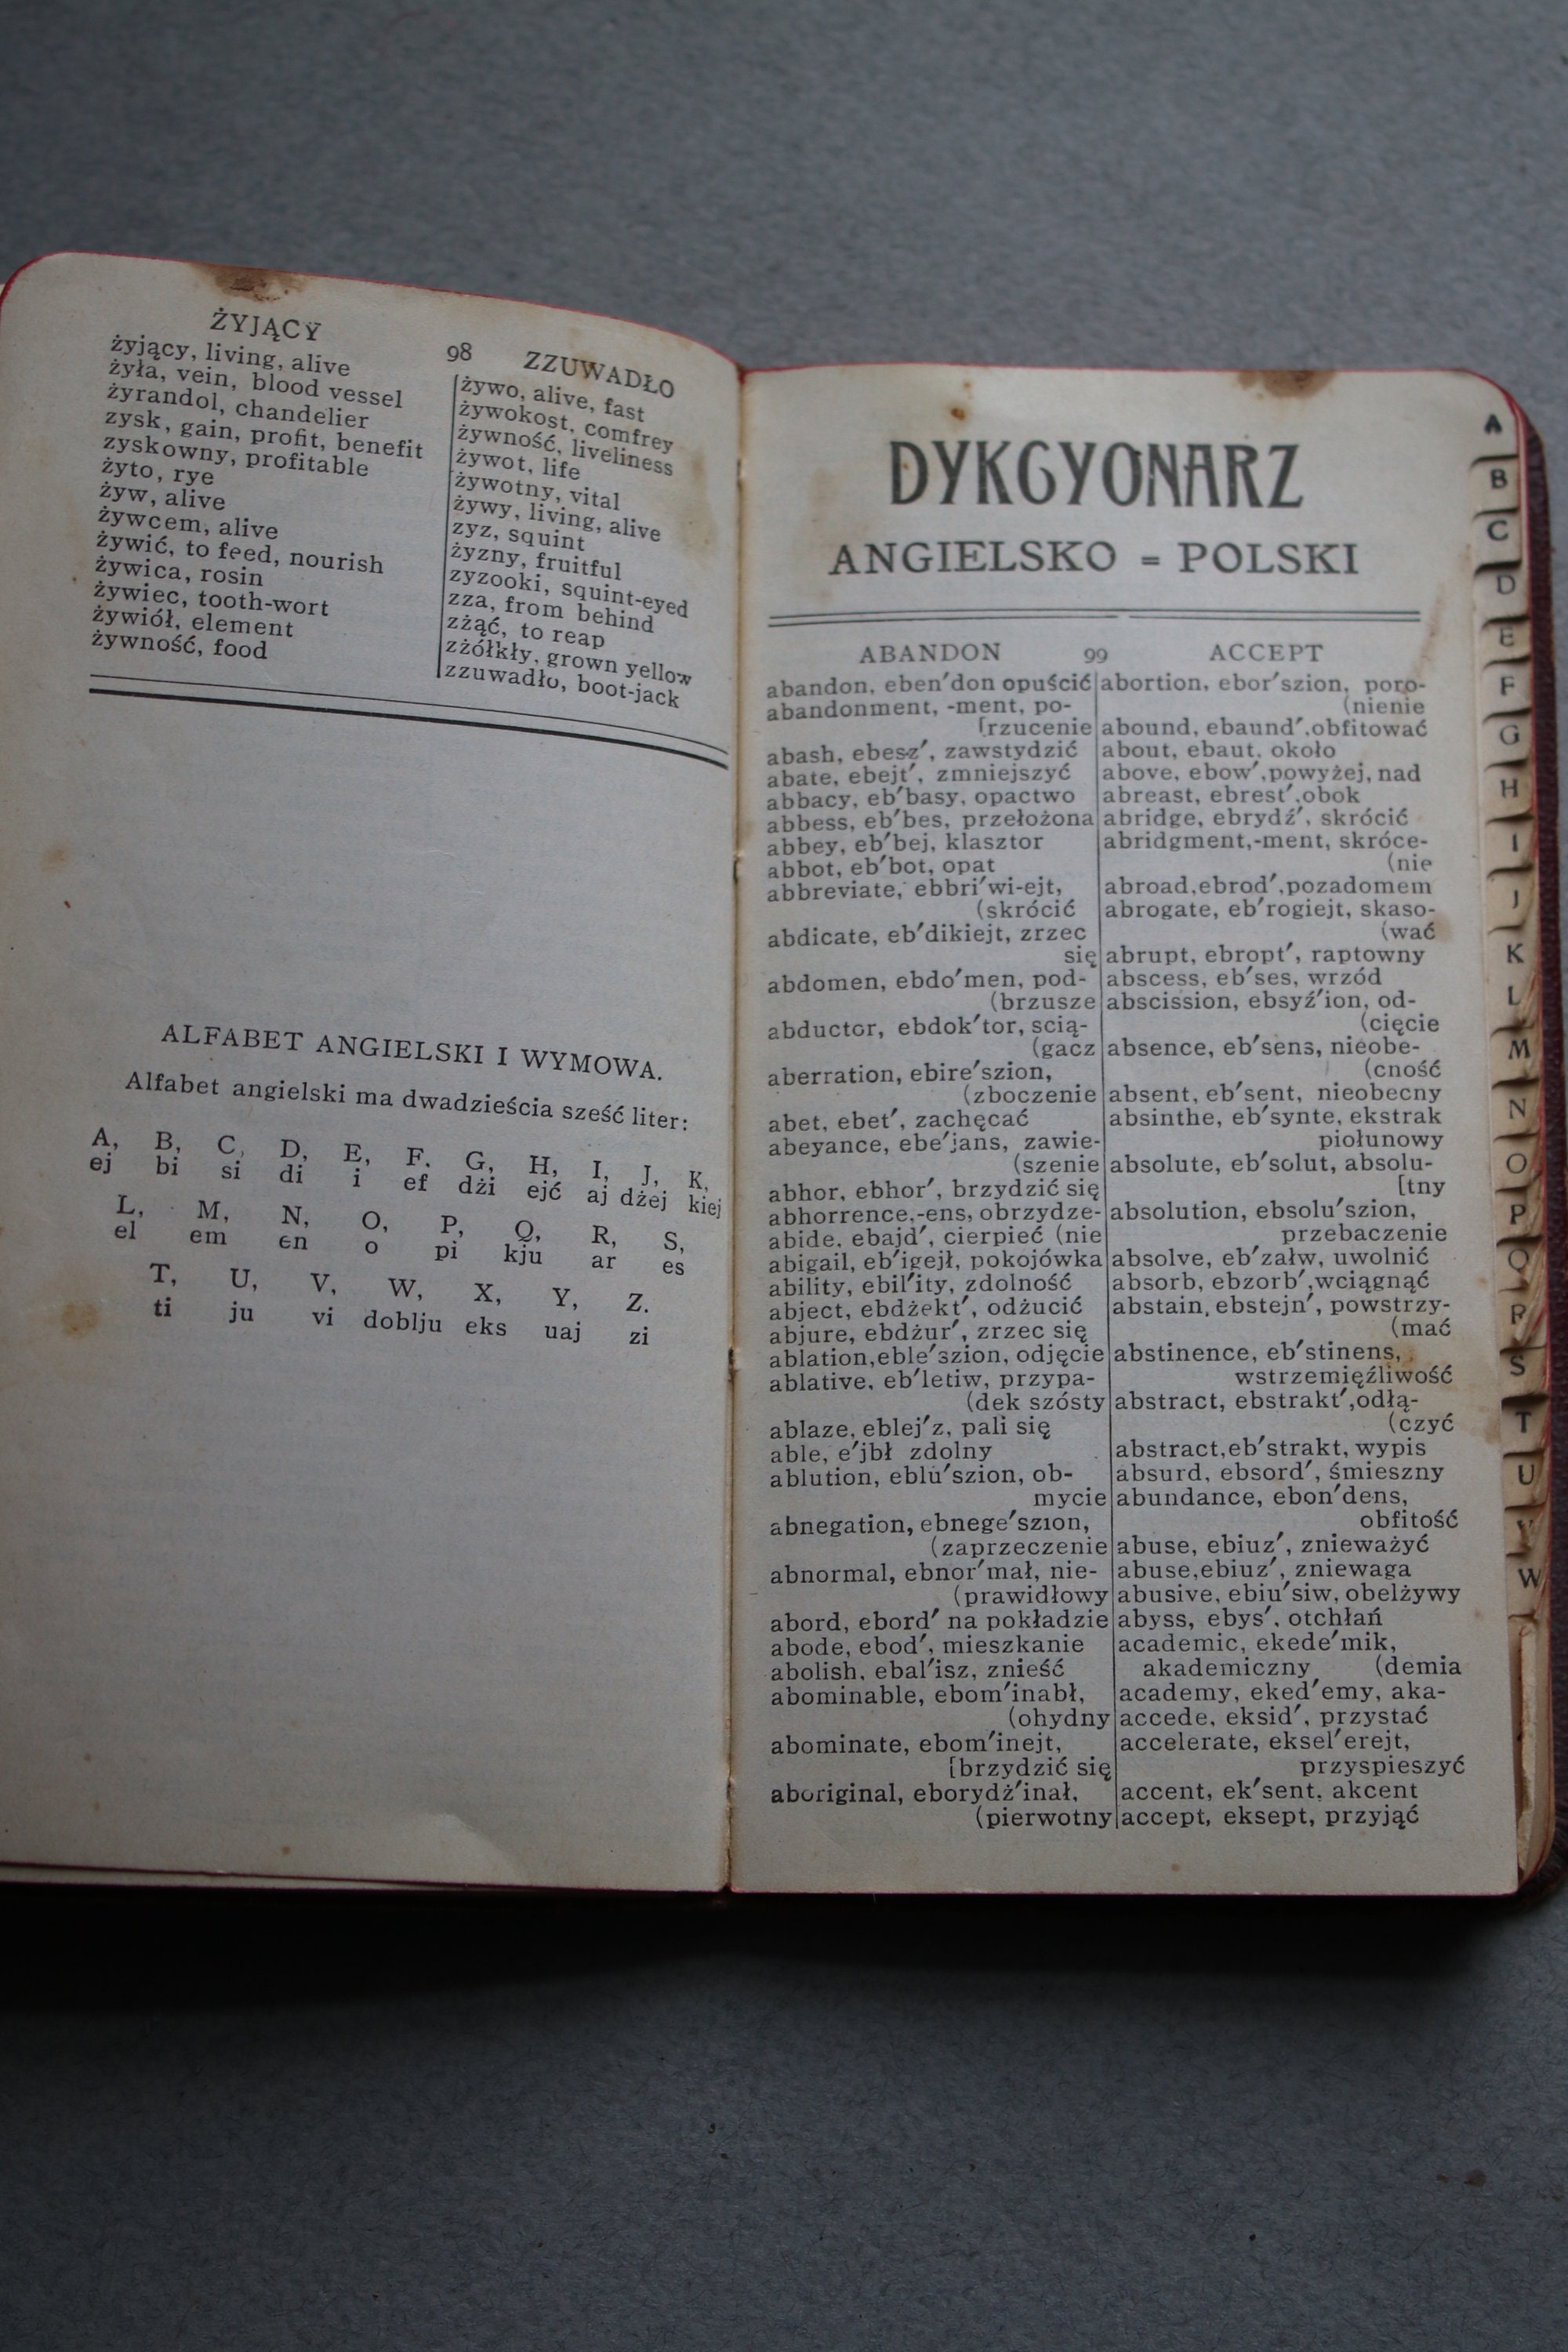 ŻYJĄCY 98 ZZUWADŁO
żyjący, living, alive
żyła, vein, blood vessel
żyrandol, chandelier
zysk, gain, profit, benefit
zyskowny, profitable
żyto, rye
żyw, alive
żywcem, alive
żywić, to feed, nourish
żywica, rosin
żywiec, tooth-wort
żywiół, element
żywność, food
żywo, alive, fast
żywokost, comfrey
żywność, liveliness
żywot, life
żywotny, vital
żywy, living, alive
zyz, squint
żyzny, fruitful
zyzooki, squint-eyed
zza, from behind
zżąć, to reap
zżółkły, grown yellow
zzuwadło, boot-jack
ALFABET ANGIELSKI I WYMOWA.
Alfabet angielski ma dwadzieścia sześć liter:
A, B, C, D, E, F. G, H, I, J, K,
ej bi si di i ef dżi ejć aj dżej kiej
L, M, N, O, P, Q, R, S,
el em en o pi kju ar es
T, U, V, W, X, Y, Z.
ti ju vi doblju eks uaj zi
DYKCYONARZ
ANGIELSKO = POLSKI
ABANDON 99 ACCEPT
abandon, eben′don opuścić
abandonment, -ment, po-
[rzucenie
abash, ebesz′, zawstydzić
abate, ebejt′, zmniejszyć
abbacy, eb′basy, opactwo
abbess, eb′bes, przełożona
abbey, eb′bej, klasztor
abbot, eb′bot, opat
abbreviate, ebbri′wi-ejt,
(skrócić
abdicate, eb′dikiejt, zrzec
się
abdomen, ebdo′men, pod-
(brzusze
abductor, ebdok′tor, scią-
(gacz
aberration, ebire′szion,
(zboczenie
abet, ebet′, zachęcać
abeyance, ebe′jans, zawie-
(szenie
abhor, ebhor′, brzydzić się
abhorrence,-ens, obrzydze-
abide, ebajd′, cierpieć (nie
abigail, eb′igejł, pokojówka
ability, ebil′ity, zdolność
abject, ebdżekt′, odżucić
abjure, ebdżur′, zrzec się
ablation,eble′szion, odjęcie
ablative, eb′letiw, przypa-
(dek szósty
ablaze, eblej′z, pali się
able, e′jbł zdolny
ablution, eblu′szion, ob-
mycie
abnegation, ebnege′szion,
(zaprzeczenie
abnormal, ebnor′mał, nie-
(prawidłowy
abord, ebord′ na pokładzie
abode, ebod′, mieszkanie
abolish, ebal′isz, znieść
abominable, ebom′inabł,
(ohydny
abominate, ebom′inejt,
[brzydzić się
aboriginal, eborydż′inał,
(pierwotny
abortion, ebor′szion, poro-
(nienie
abound, ebaund′,obfitować
about, ebaut, około
above, ebow′,powyżej, nad
abreast, ebrest′,obok
abridge, ebrydź′, skrócić
abridgment,-ment, skróce-
(nie
abroad,ebrod′,pozadomem
abrogate, eb′rogiejt, skaso-
(wać
abrupt, ebropt′, raptowny
abscess, eb′ses, wrzód
abscission, ebsyź′ion, od-
(cięcie
absence, eb′sens, nieobe-
(cność
absent, eb′sent, nieobecny
absinthe, eb′synte, ekstrak
piołunowy
absolute, eb′solut, absolu-
[tny
absolution, ebsolu′szion,
przebaczenie
absolve, eb′załw, uwolnić
absorb, ebzorb′,wciągnąć
abstain, ebstejn′, powstrzy-
(mać
abstinence, eb′stinens,
wstrzemięźliwość
abstract, ebstrakt′,odłą-
(czyć
abstract,eb′strakt, wypis
absurd, ebsord′, śmieszny
abundance, ebon′dens,
obfitość
abuse, ebiuz′, znieważyć
abuse,ebiuz′, zniewaga
abusive, ebiu′siw, obelżywy
abyss, ebys′, otchłań
academic, ekede′mik,
akademiczny (demia
academy, eked′emy, aka-
accede, eksid′, przystać
accelerate, eksel′erejt,
przyspieszyć
accent, ek′sent, akcent
accept, eksept, przyjąć
A
B
C
D
E
F
G
H
I
J
K
L
M
N
O
P
Q
R
S
T
U
V
W